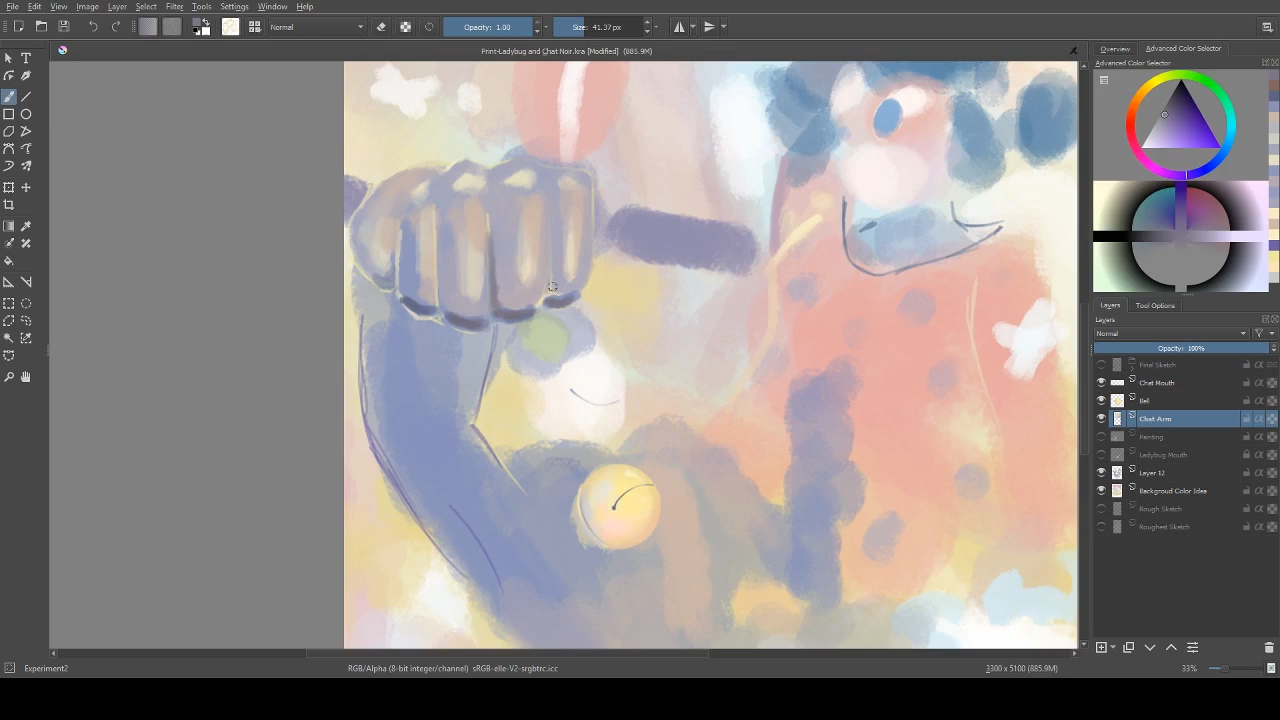 File Edit View Image Layer Select Filter Tools Settings Window Help
Normal Opacity: 1.00 Size: 41.37 px
Print-Ladybug and Chat Noir.kra [Modified] (885.9M)
Overview Advanced Color Selector
Advanced Color Selector
Layers Tool Options
Layers
Normal
Opacity: 100%
Final Sketch
Chat Mouth
Bell
Chat Arm
Painting
Ladybug Mouth
Layer 12
Backgroud Color Idea
Rough Sketch
Roughest Sketch
Experiment2 RGB/Alpha (8-bit integer/channel) sRGB-elle-V2-srgbtrc.icc 3300 x 5100 (885.9M) 33%